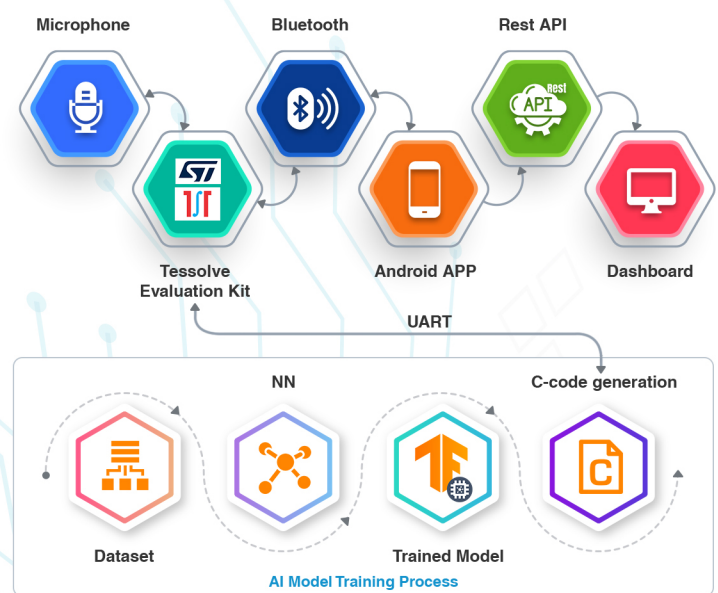 Microphone
Bluetooth
Rest API
Rest
API
ST
TST
Tessolve
Evaluation Kit
Android APP
Dashboard
UART
NN
C-code generation
C
Dataset
Trained Model
AI Model Training Process